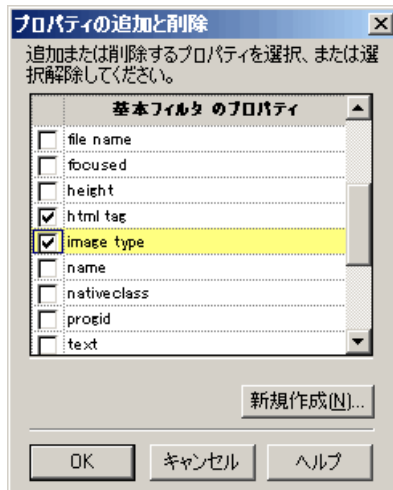 プロパティの追加と削除
追加または削除するプロパティを選択、または選
択解除してください。
基本フィルタ のプロパティ
file name
focused
height
html tag
image type
name
nativeclass
progid
text
新規作成(N)...
OK
キャンセル
ヘルプ